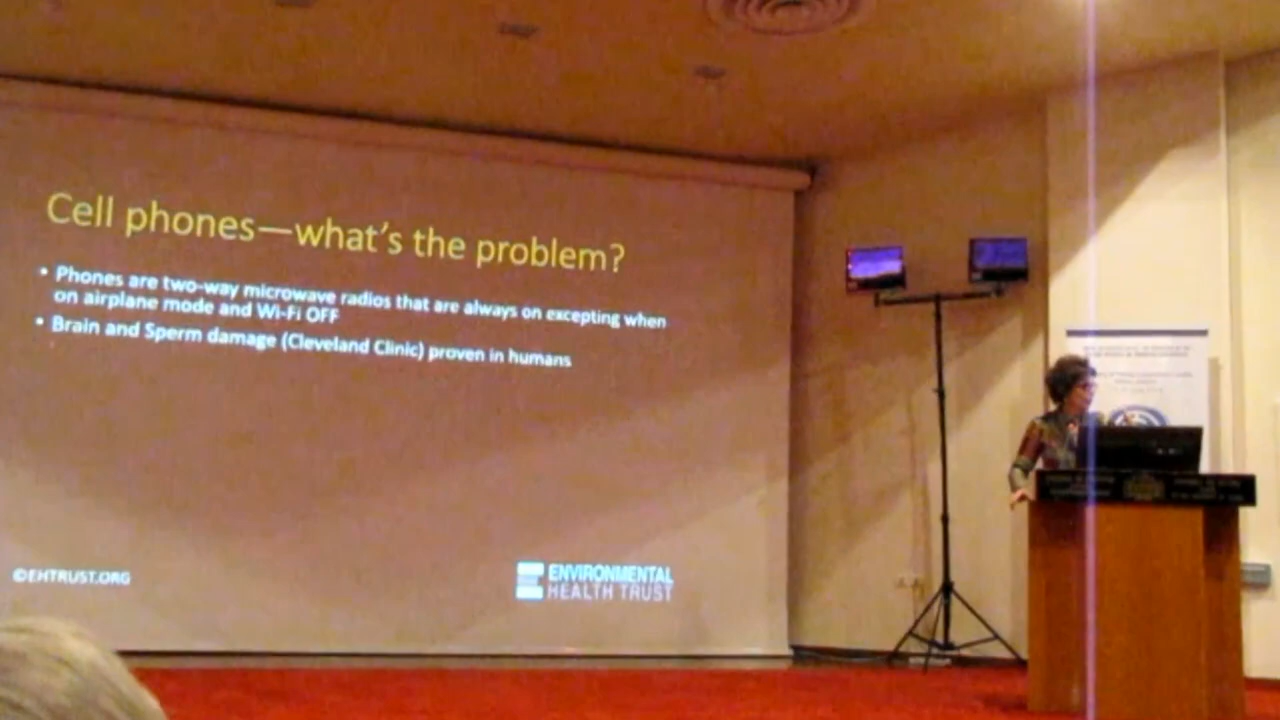 Cell phones—what's the problem?
• Phones are two-way microwave radios that are always on excepting when
on airplane mode and Wi-Fi OFF
• Brain and Sperm damage (Cleveland Clinic) proven in humans
©EHTRUST.ORG
ENVIRONMENTAL
HEALTH TRUST